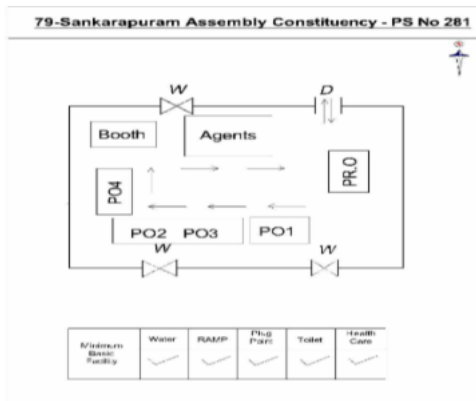 79-Sankarapuram Assembly Constituency - PS No 281
N
W
D
Booth
Agents
PO4
PR.O
PO2 PO3
PO1
W
W
Minimum
Basic
Facility
Water
RAMP
Plug
Point
Toilet
Health
Care